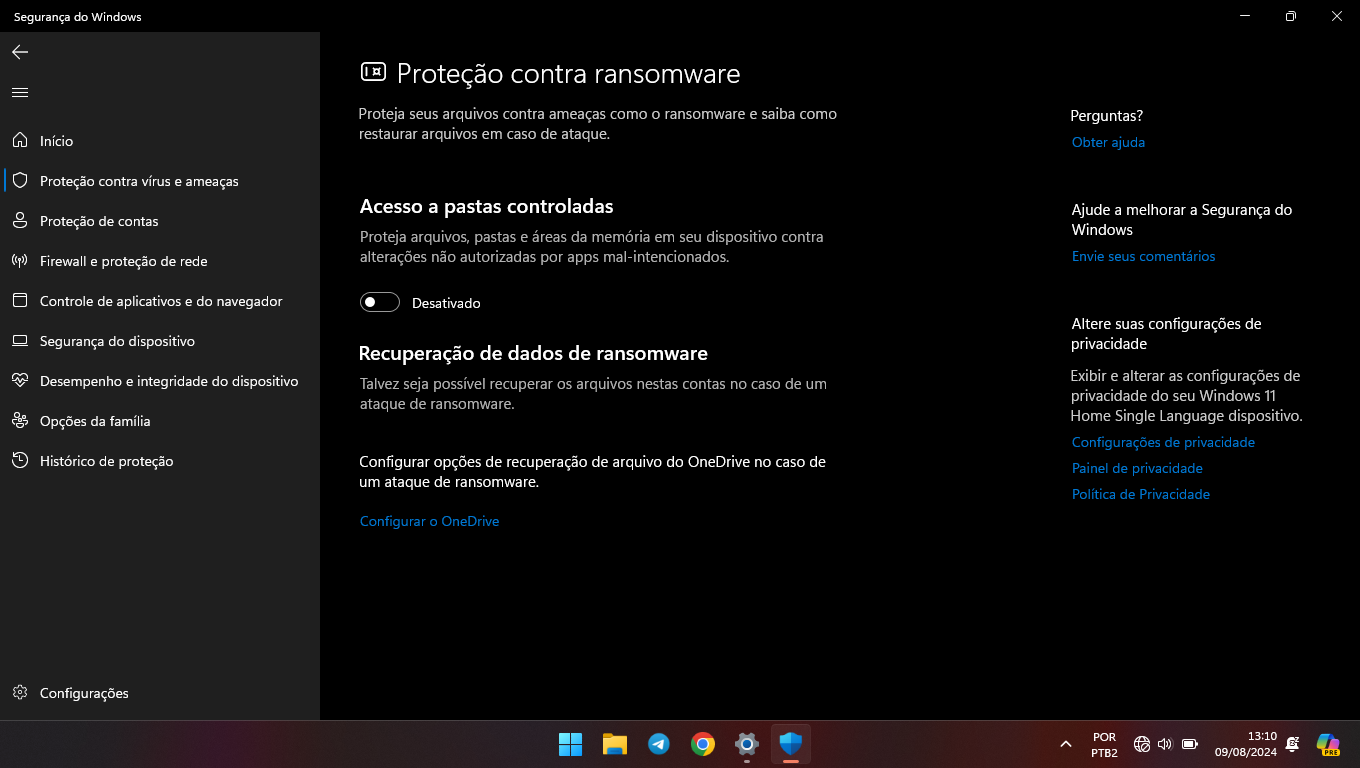 Segurança do Windows
Início
Proteção contra vírus e ameaças
Proteção de contas
Firewall e proteção de rede
Controle de aplicativos e do navegador
Segurança do dispositivo
Desempenho e integridade do dispositivo
Opções da família
Histórico de proteção
Configurações
Proteção contra ransomware
Proteja seus arquivos contra ameaças como o ransomware e saiba como
restaurar arquivos em caso de ataque.
Acesso a pastas controladas
Proteja arquivos, pastas e áreas da memória em seu dispositivo contra
alterações não autorizadas por apps mal-intencionados.
Desativado
Recuperação de dados de ransomware
Talvez seja possível recuperar os arquivos nestas contas no caso de um
ataque de ransomware.
Configurar opções de recuperação de arquivo do OneDrive no caso de
um ataque de ransomware.
Configurar o OneDrive
Perguntas?
Obter ajuda
Ajude a melhorar a Segurança do
Windows
Envie seus comentários
Altere suas configurações de
privacidade
Exibir e alterar as configurações de
privacidade do seu Windows 11
Home Single Language dispositivo.
Configurações de privacidade
Painel de privacidade
Política de Privacidade
POR
PTB2
13:10
09/08/2024
PRE